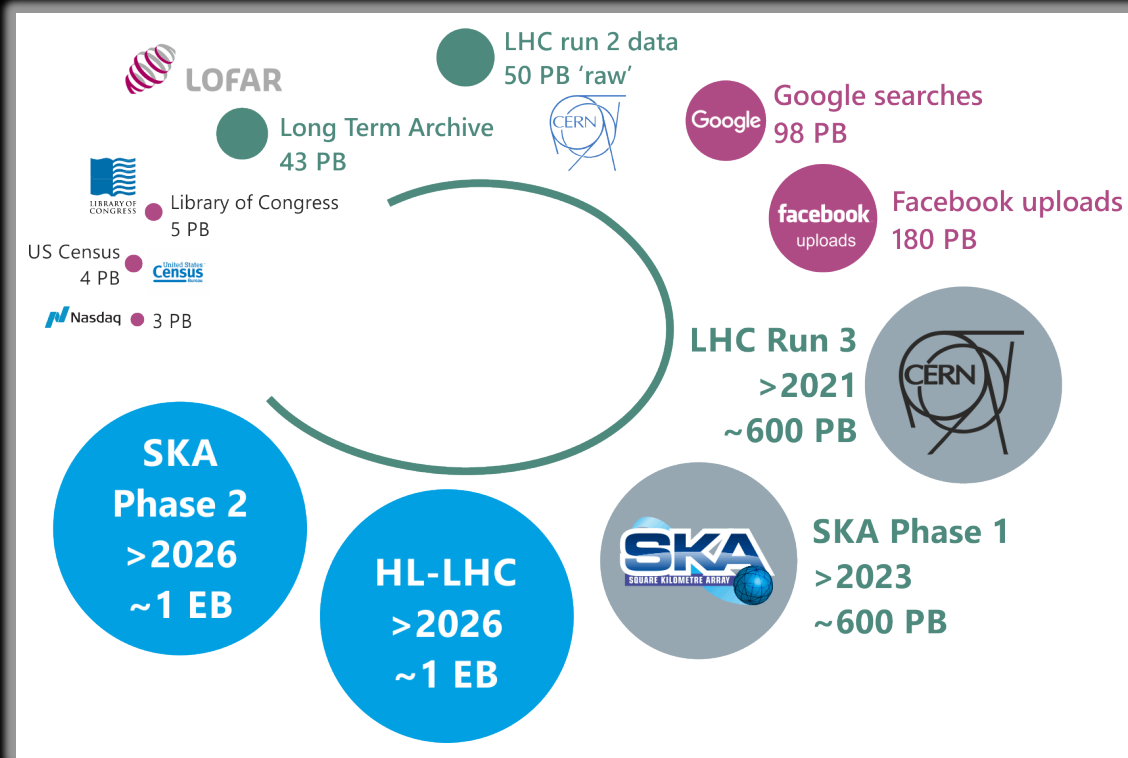 LOFAR
LHC run 2 data
50 PB ‘raw’
CERN
Google
Google searches
98 PB
Long Term Archive
43 PB
LIBRARY OF
CONGRESS
Library of Congress
5 PB
facebook
uploads
Facebook uploads
180 PB
US Census
4 PB
United States
Census
Bureau
Nasdaq
3 PB
LHC Run 3
>2021
~600 PB
CERN
SKA
Phase 2
>2026
~1 EB
HL-LHC
>2026
~1 EB
SKA
SQUARE KILOMETRE ARRAY
SKA Phase 1
>2023
~600 PB